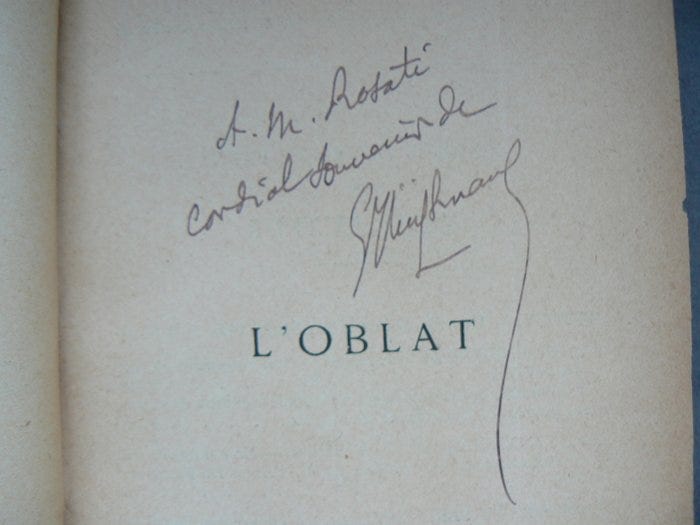 A. M. Rosati
cordial souvenir de
L'OBLAT